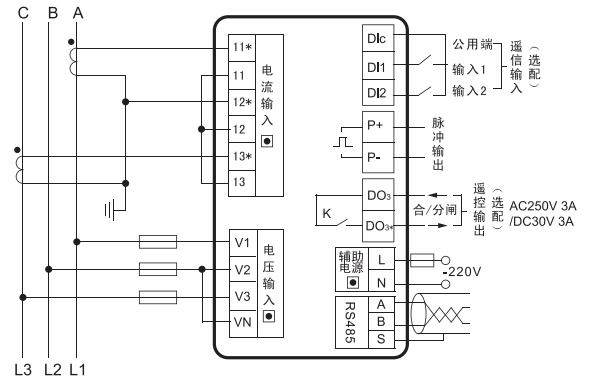 C B A
11*
11
12*
12
13*
13
电流输入
V1
V2
V3
VN
电压输入
L3 L2 L1
DIc
DI1
DI2
公用端
输入1
输入2
遥信输入
（选配）
P+
P-
脉冲输出
K
DO3
DO3*
合/分闸
遥控输出
（选配）
AC250V 3A
/DC30V 3A
辅助电源
L
N
-220V
RS485
A
B
S